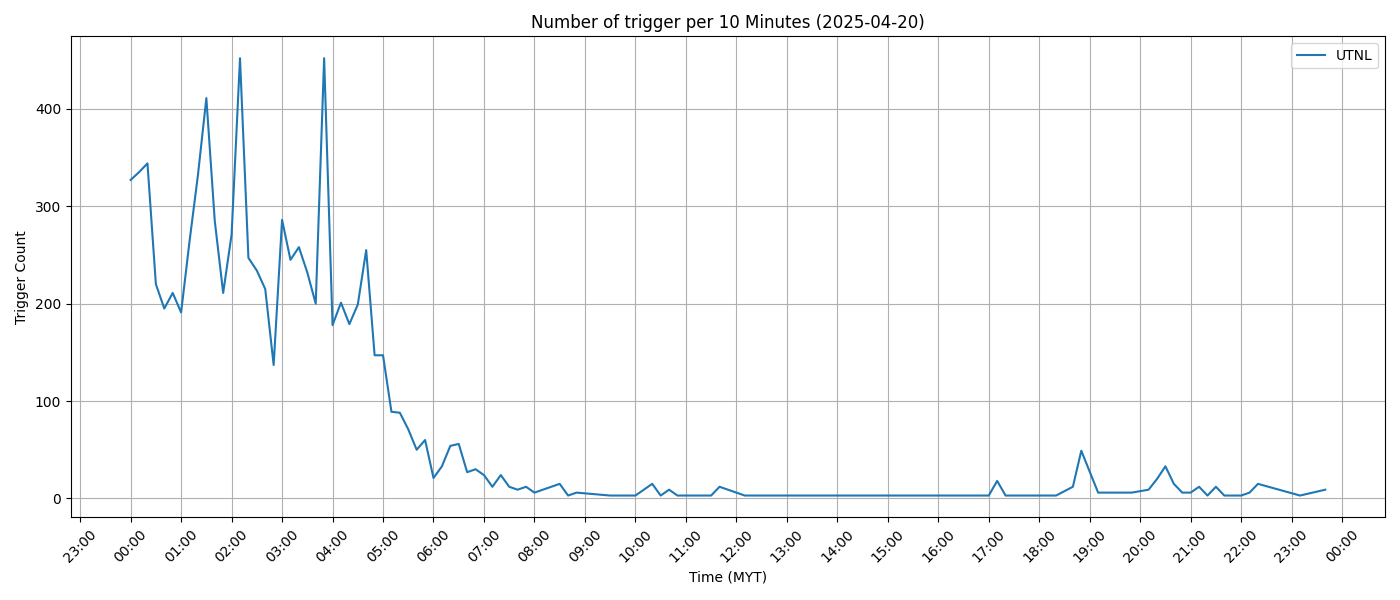 Number of trigger per 10 Minutes (2025-04-20)
UTNL
Trigger Count
400
300
200
100
0
23:00 00:00 01:00 02:00 03:00 04:00 05:00 06:00 07:00 08:00 09:00 10:00 11:00 12:00 13:00 14:00 15:00 16:00 17:00 18:00 19:00 20:00 21:00 22:00 23:00 00:00
Time (MYT)